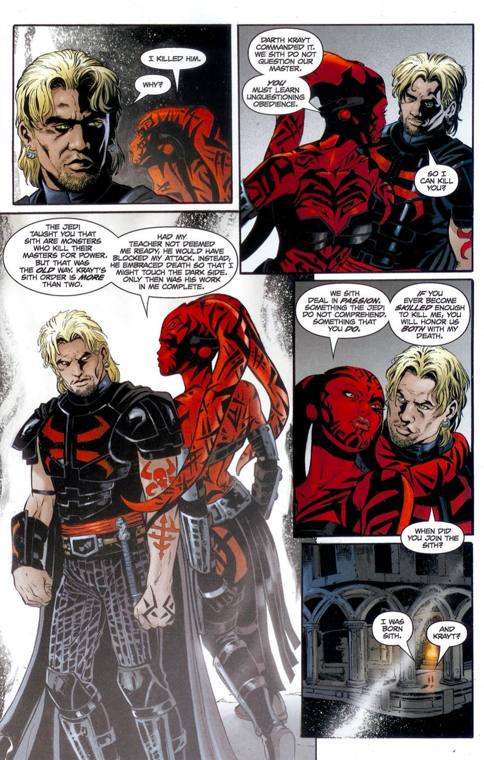 I KILLED HIM.
WHY?
DARTH KRAYT
COMMANDED IT.
WE SITH DO NOT
QUESTION OUR
MASTER.
YOU
MUST LEARN
UNQUESTIONING
OBEDIENCE.
SO I
CAN KILL
YOU?
THE JEDI
TAUGHT YOU THAT
SITH ARE MONSTERS
WHO KILL THEIR
MASTERS FOR POWER.
BUT THAT WAS
THE OLD WAY. KRAYT'S
SITH ORDER IS MORE
THAN TWO.
HAD MY
TEACHER NOT DEEMED
ME READY, HE WOULD HAVE
BLOCKED MY ATTACK. INSTEAD,
HE EMBRACED DEATH SO THAT I
MIGHT TOUCH THE DARK SIDE.
ONLY THEN WAS HIS WORK
IN ME COMPLETE.
WE SITH
DEAL IN PASSION,
SOMETHING THE JEDI
DO NOT COMPREHEND.
SOMETHING THAT
YOU DO.
IF YOU
EVER BECOME
SKILLED ENOUGH
TO KILL ME, YOU
WILL HONOR US
BOTH WITH MY
DEATH.
WHEN DID
YOU JOIN THE
SITH?
I WAS
BORN
SITH.
AND
KRAYT?